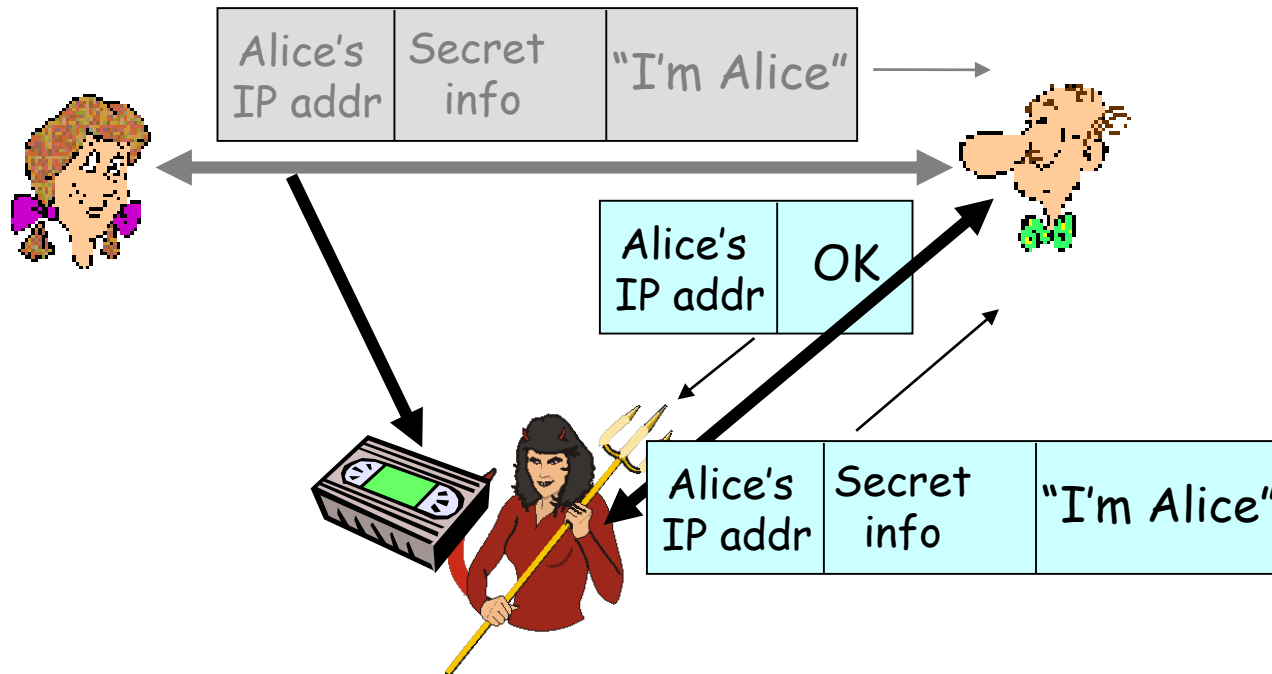 Alice's
IP addr
Secret
info
“I'm Alice”
Alice's
IP addr
OK
Alice's
IP addr
Secret
info
“I'm Alice”